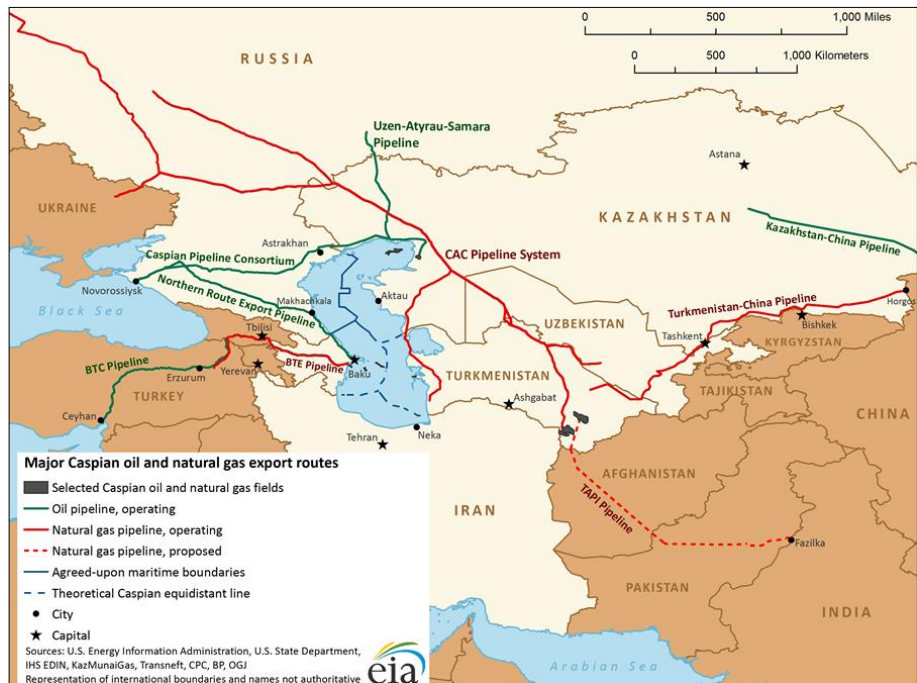 0 500 1,000 Miles
0 500 1,000 Kilometers
RUSSIA
Uzen-Atyrau-Samara
Pipeline
Astana
UKRAINE
KAZAKHSTAN
Kazakhstan-China Pipeline
Astrakhan
Caspian Pipeline Consortium
CAC Pipeline System
Novorossiysk
Northern Route Export Pipeline
Makhachkala
Aktau
Turkmenistan-China Pipeline
Horgos
Black Sea
Bishkek
UZBEKISTAN
Tashkent
KYRGYZSTAN
Tbilisi
BTC Pipeline
Erzurum
Yerevan
BTE Pipeline
Baku
TURKMENISTAN
TAJIKISTAN
TURKEY
Ashgabat
CHINA
Ceyhan
Neka
Tehran
AFGHANISTAN
IRAN
TAPI Pipeline
Fazilka
PAKISTAN
INDIA
Arabian Sea
Major Caspian oil and natural gas export routes
Selected Caspian oil and natural gas fields
Oil pipeline, operating
Natural gas pipeline, operating
Natural gas pipeline, proposed
Agreed-upon maritime boundaries
Theoretical Caspian equidistant line
City
Capital
Sources: U.S. Energy Information Administration, U.S. State Department,
IHS EDIN, KazMunaiGas, Transneft, CPC, BP, OGJ
Representation of international boundaries and names not authoritative
eia